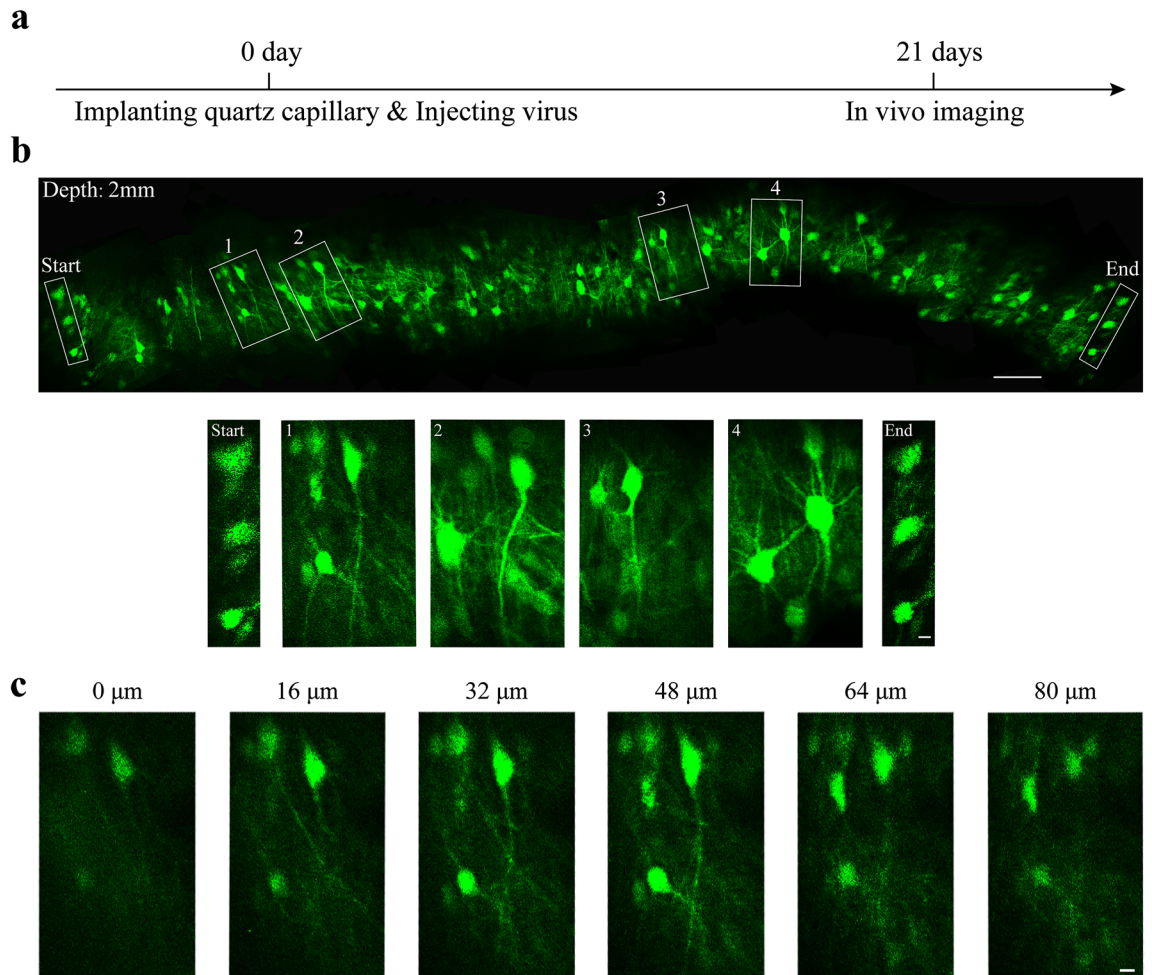 a
0 day
21 days
Implanting quartz capillary & Injecting virus
In vivo imaging
b
Depth: 2mm
Start
1
2
3
4
End
Start
1
2
3
4
End
c
0 μm
16 μm
32 μm
48 μm
64 μm
80 μm